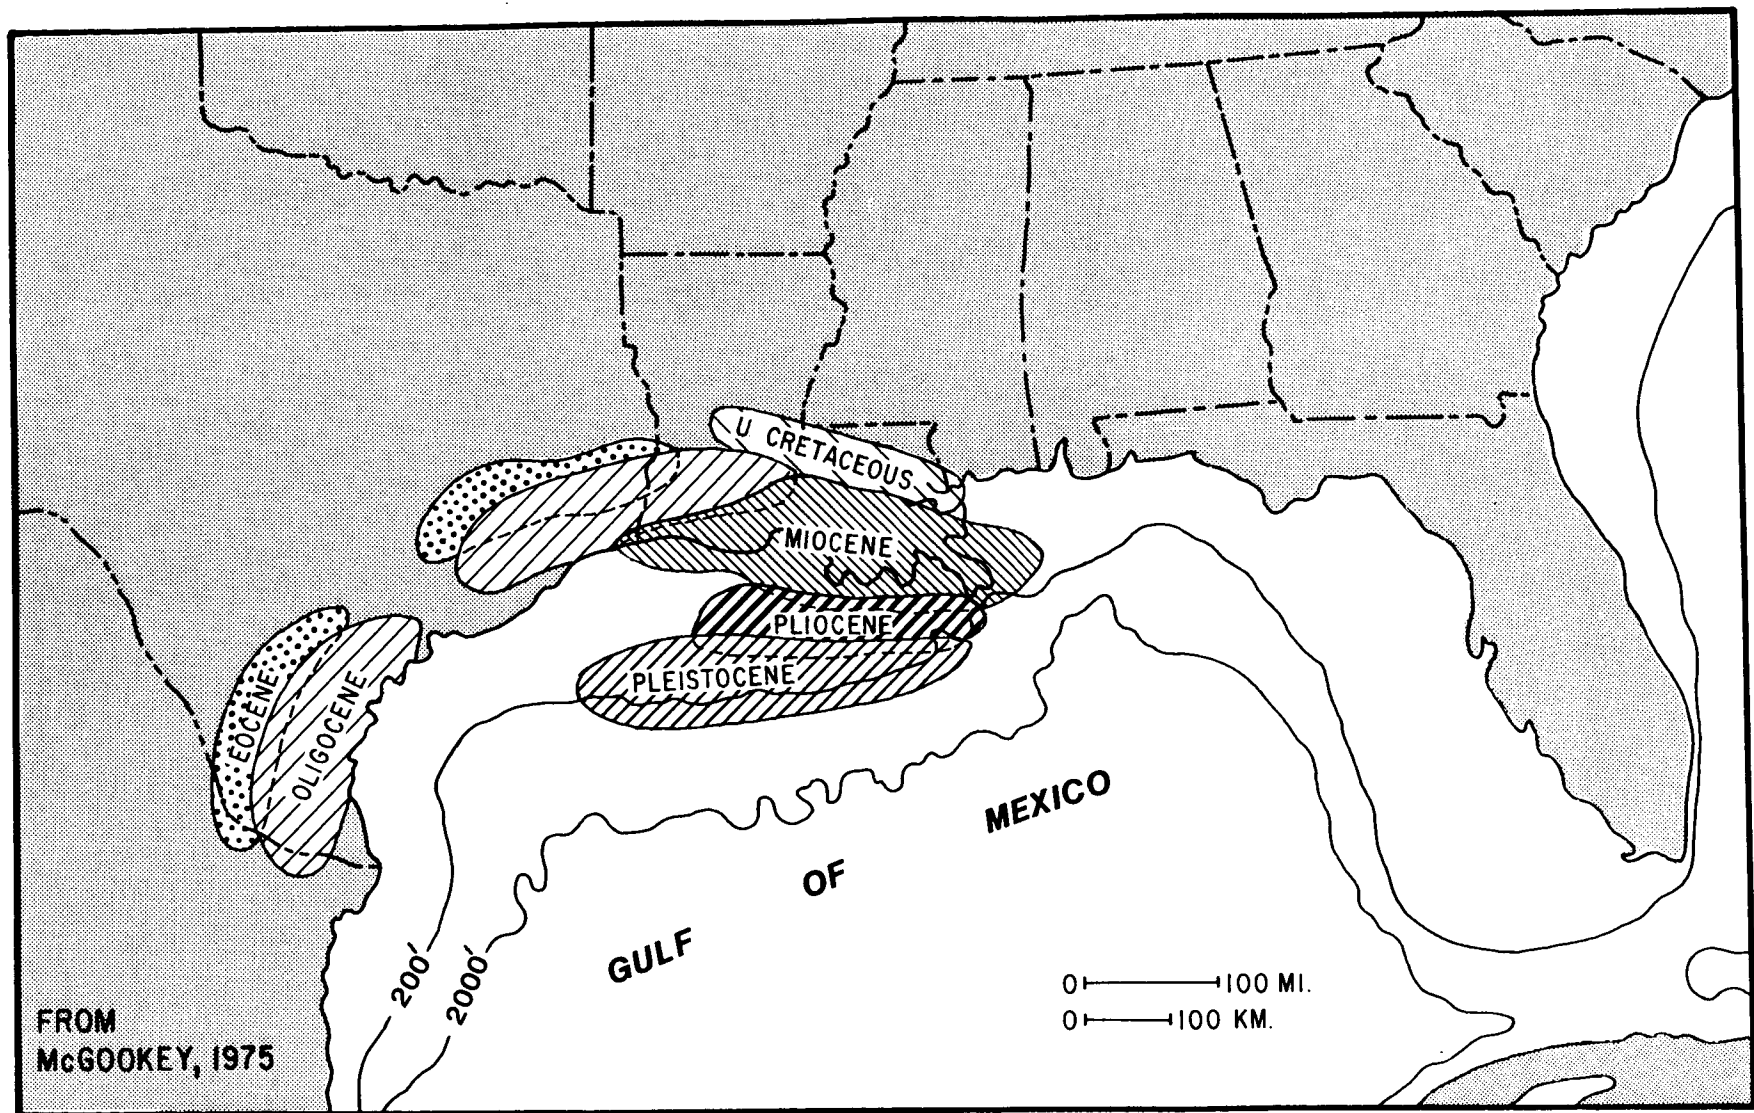 U CRETACEOUS
MIOCENE
PLIOCENE
PLEISTOCENE
EOCENE
OLIGOCENE
GULF OF MEXICO
200'
2000'
0 100 MI.
0 100 KM.
FROM
McGOOKEY, 1975